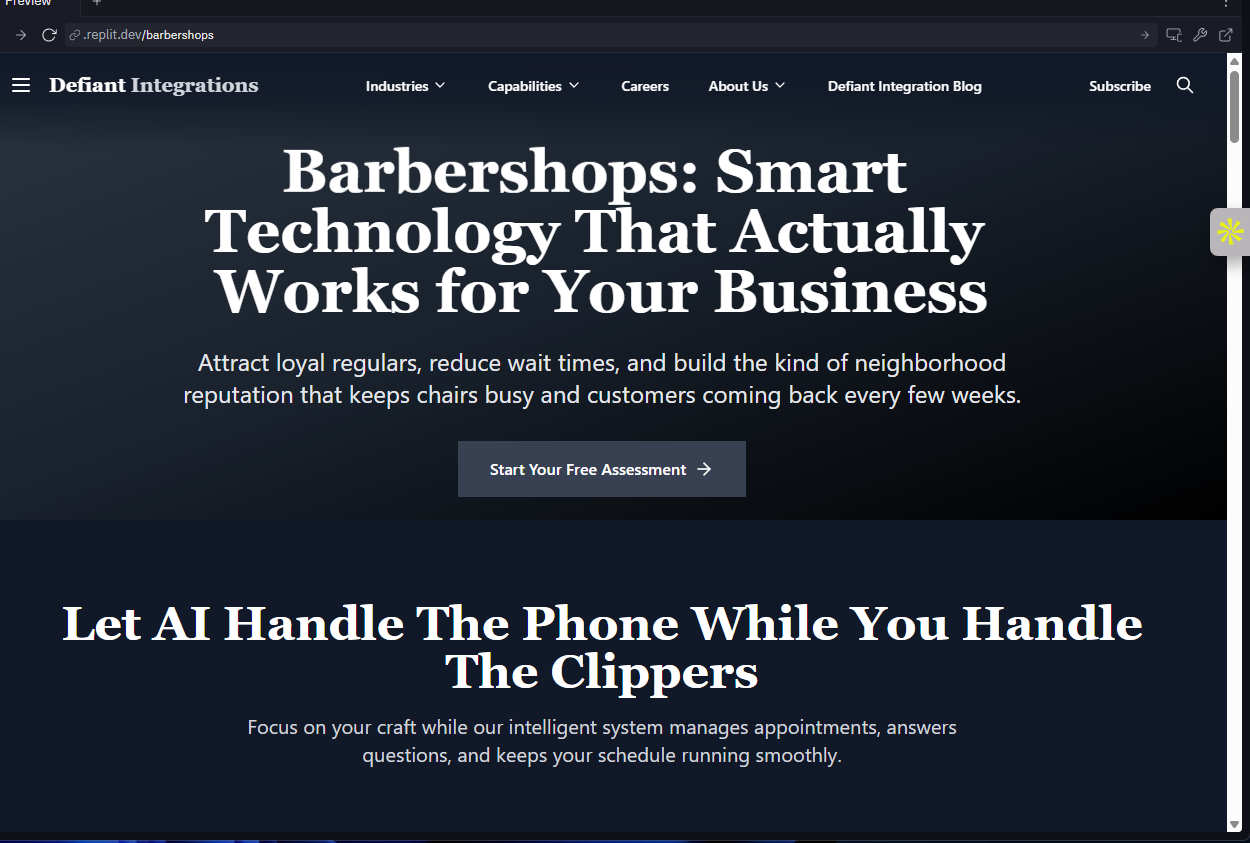 Preview
.replit.dev/barbershops
Defiant Integrations
Industries
Capabilities
Careers
About Us
Defiant Integration Blog
Subscribe
Barbershops: Smart
Technology That Actually
Works for Your Business
Attract loyal regulars, reduce wait times, and build the kind of neighborhood
reputation that keeps chairs busy and customers coming back every few weeks.
Start Your Free Assessment
Let AI Handle The Phone While You Handle
The Clippers
Focus on your craft while our intelligent system manages appointments, answers
questions, and keeps your schedule running smoothly.